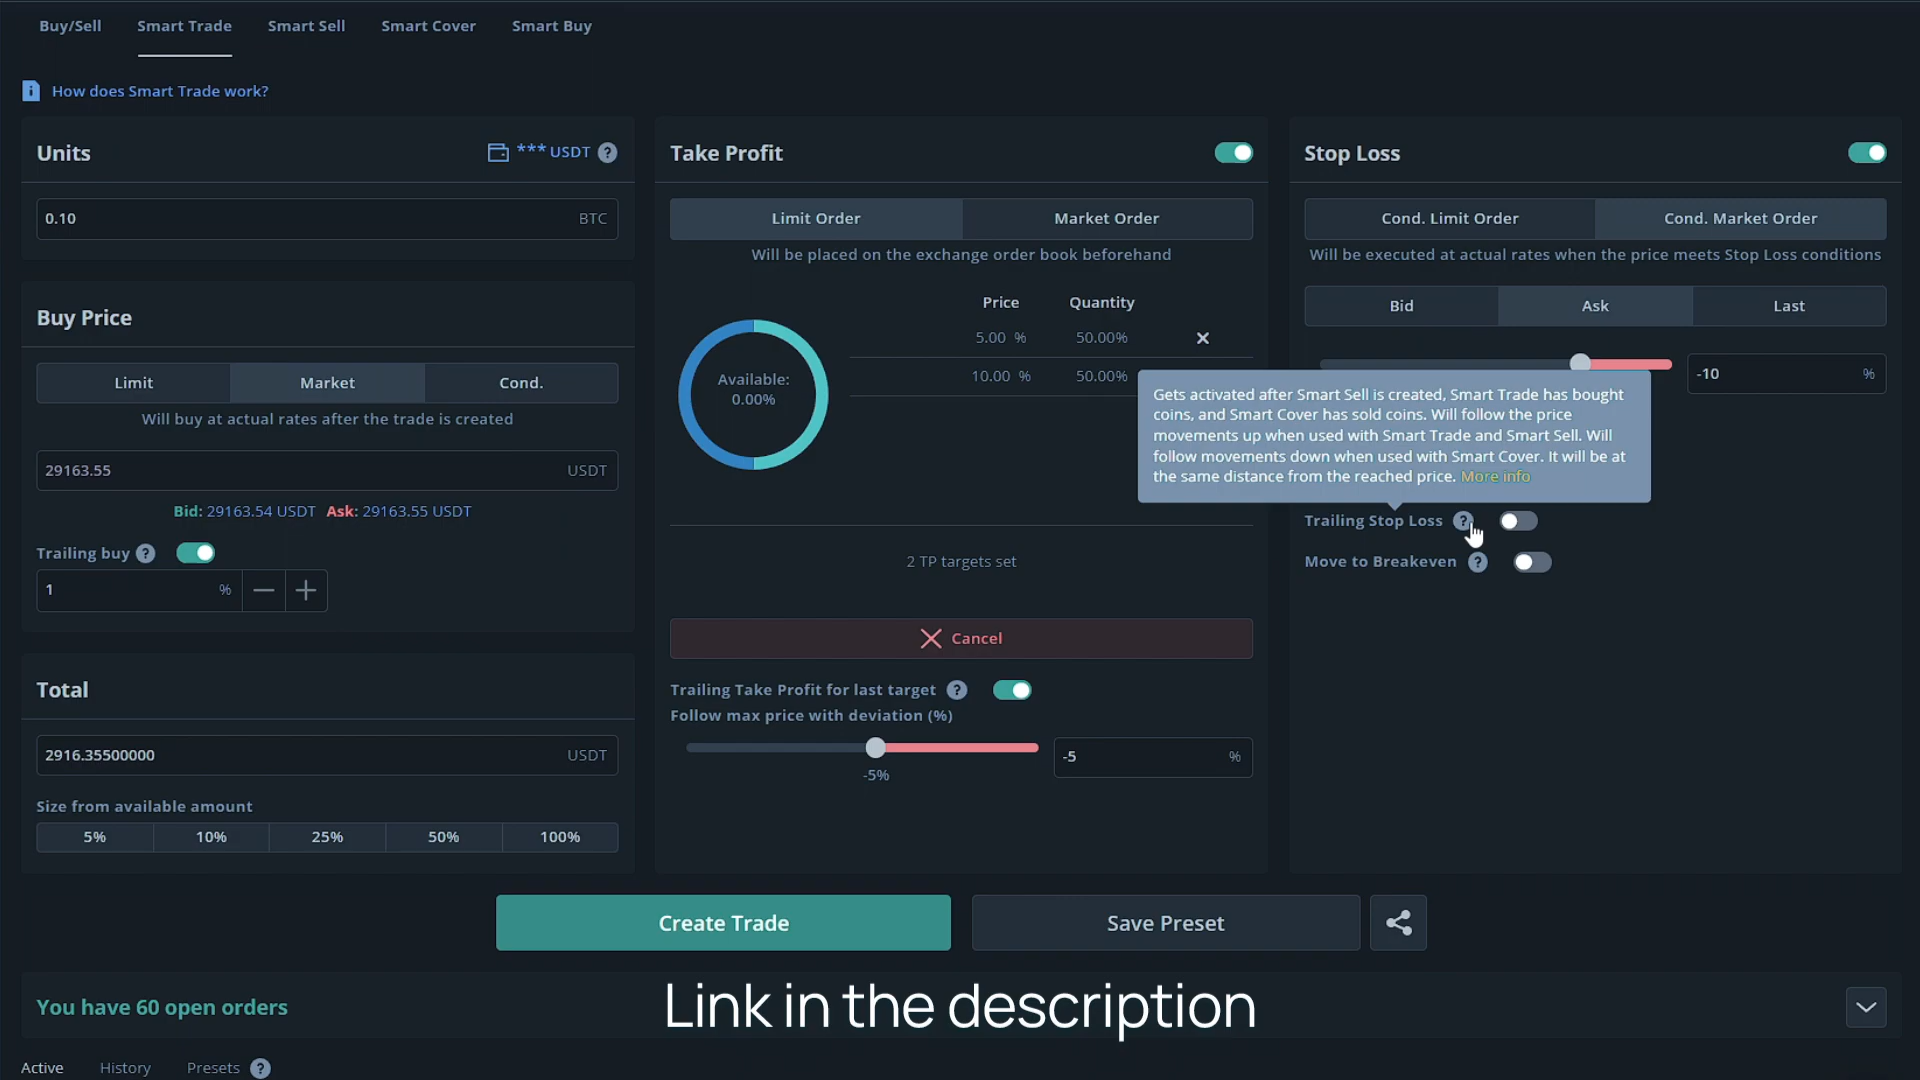 Buy/Sell
Smart Trade
Smart Sell
Smart Cover
Smart Buy
How does Smart Trade work?
Units
*** USDT
0.10
BTC
Buy Price
Limit
Market
Cond.
Will buy at actual rates after the trade is created
29163.55
USDT
Bid: 29163.54 USDT Ask: 29163.55 USDT
Trailing buy
1
%
Total
2916.35500000
USDT
Size from available amount
5%
10%
25%
50%
100%
Take Profit
Limit Order
Market Order
Will be placed on the exchange order book beforehand
Price
Quantity
5.00 %
50.00%
10.00 %
50.00%
Available:
0.00%
2 TP targets set
Cancel
Trailing Take Profit for last target
Follow max price with deviation (%)
-5%
-5
%
Stop Loss
Cond. Limit Order
Cond. Market Order
Will be executed at actual rates when the price meets Stop Loss conditions
Bid
Ask
Last
-10
%
Gets activated after Smart Sell is created, Smart Trade has bought
coins, and Smart Cover has sold coins. Will follow the price
movements up when used with Smart Trade and Smart Sell. Will
follow movements down when used with Smart Cover. It will be at
the same distance from the reached price. More info
Trailing Stop Loss
Move to Breakeven
Create Trade
Save Preset
You have 60 open orders
Link in the description
Active
History
Presets